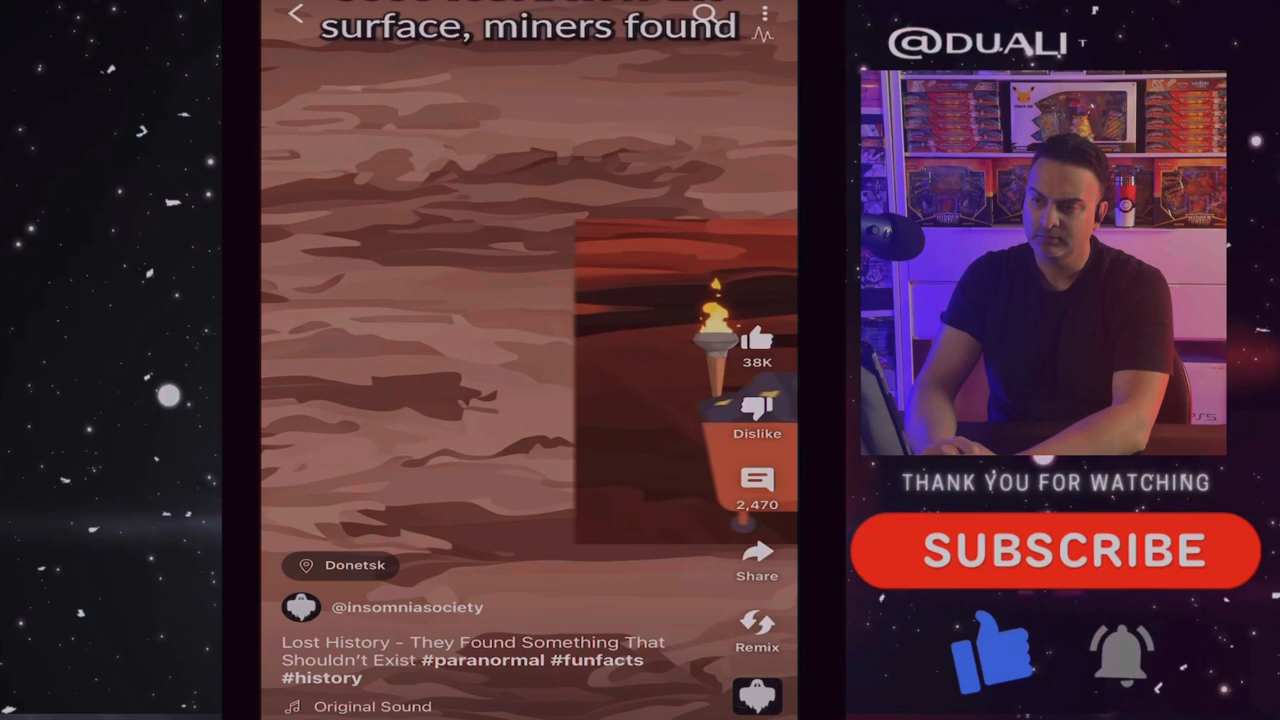 surface, miners found
38K
Dislike
2,470
Share
Remix
Donetsk
@insomniasociety
Lost History - They Found Something That
Shouldn't Exist #paranormal #funfacts
#history
Original Sound
@DUALI T
THANK YOU FOR WATCHING
SUBSCRIBE